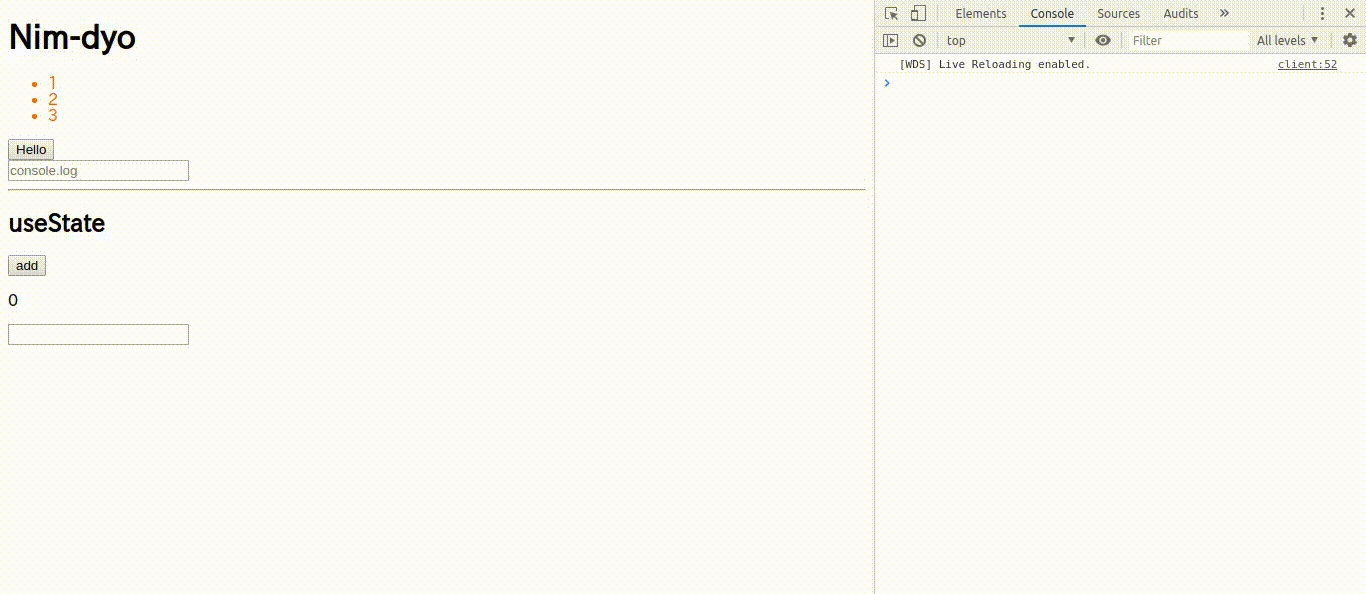 Nim-dyo
1
2
3
Hello
console.log
useState
add
0
Elements Console Sources Audits »
top Filter All levels
[WDS] Live Reloading enabled. client:52